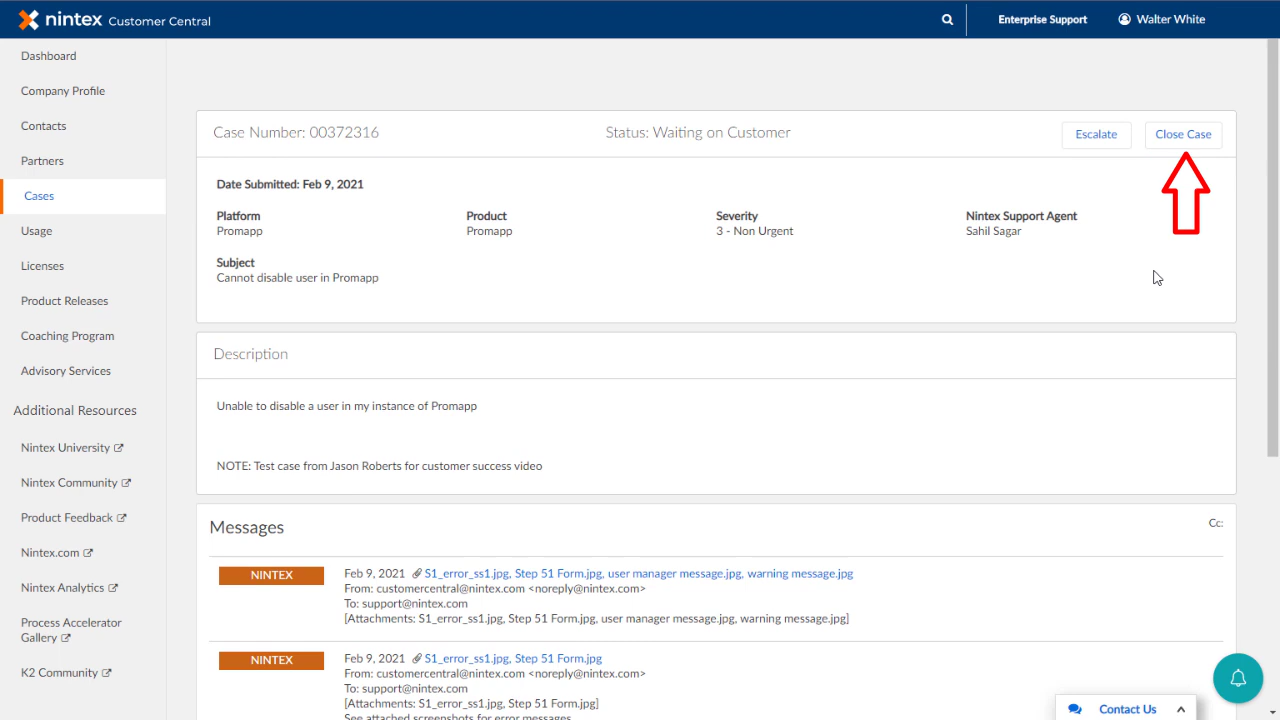 nintex Customer Central
Enterprise Support
Walter White
Dashboard
Company Profile
Contacts
Partners
Cases
Usage
Licenses
Product Releases
Coaching Program
Advisory Services
Additional Resources
Nintex University
Nintex Community
Product Feedback
Nintex.com
Nintex Analytics
Process Accelerator
Gallery
K2 Community
Case Number: 00372316
Status: Waiting on Customer
Escalate
Close Case
Date Submitted: Feb 9, 2021
Platform
Promapp
Product
Promapp
Severity
3 - Non Urgent
Nintex Support Agent
Sahil Sagar
Subject
Cannot disable user in Promapp
Description
Unable to disable a user in my instance of Promapp
NOTE: Test case from Jason Roberts for customer success video
Messages
Cc:
NINTEX
Feb 9, 2021 S1_error_ss1.jpg, Step 51 Form.jpg, user manager message.jpg, warning message.jpg
From: customercentral@nintex.com <noreply@nintex.com>
To: support@nintex.com
[Attachments: S1_error_ss1.jpg, Step 51 Form.jpg, user manager message.jpg, warning message.jpg]
NINTEX
Feb 9, 2021 S1_error_ss1.jpg, Step 51 Form.jpg
From: customercentral@nintex.com <noreply@nintex.com>
To: support@nintex.com
[Attachments: S1_error_ss1.jpg, Step 51 Form.jpg]
See attached screenshots for error messages
Contact Us